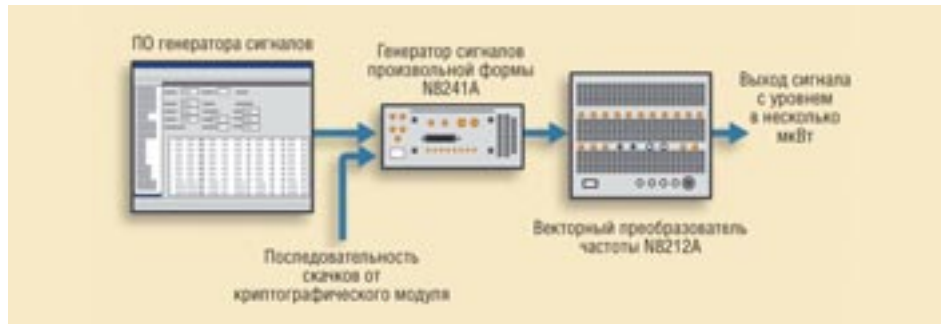 ПО генератора сигналов
Генератор сигналов
произвольной формы
N8241A
Выход сигнала
с уровнем
в несколько
мкВт
Векторный преобразователь
частоты N8212A
Последовательность
скачков от
криптографического модуля